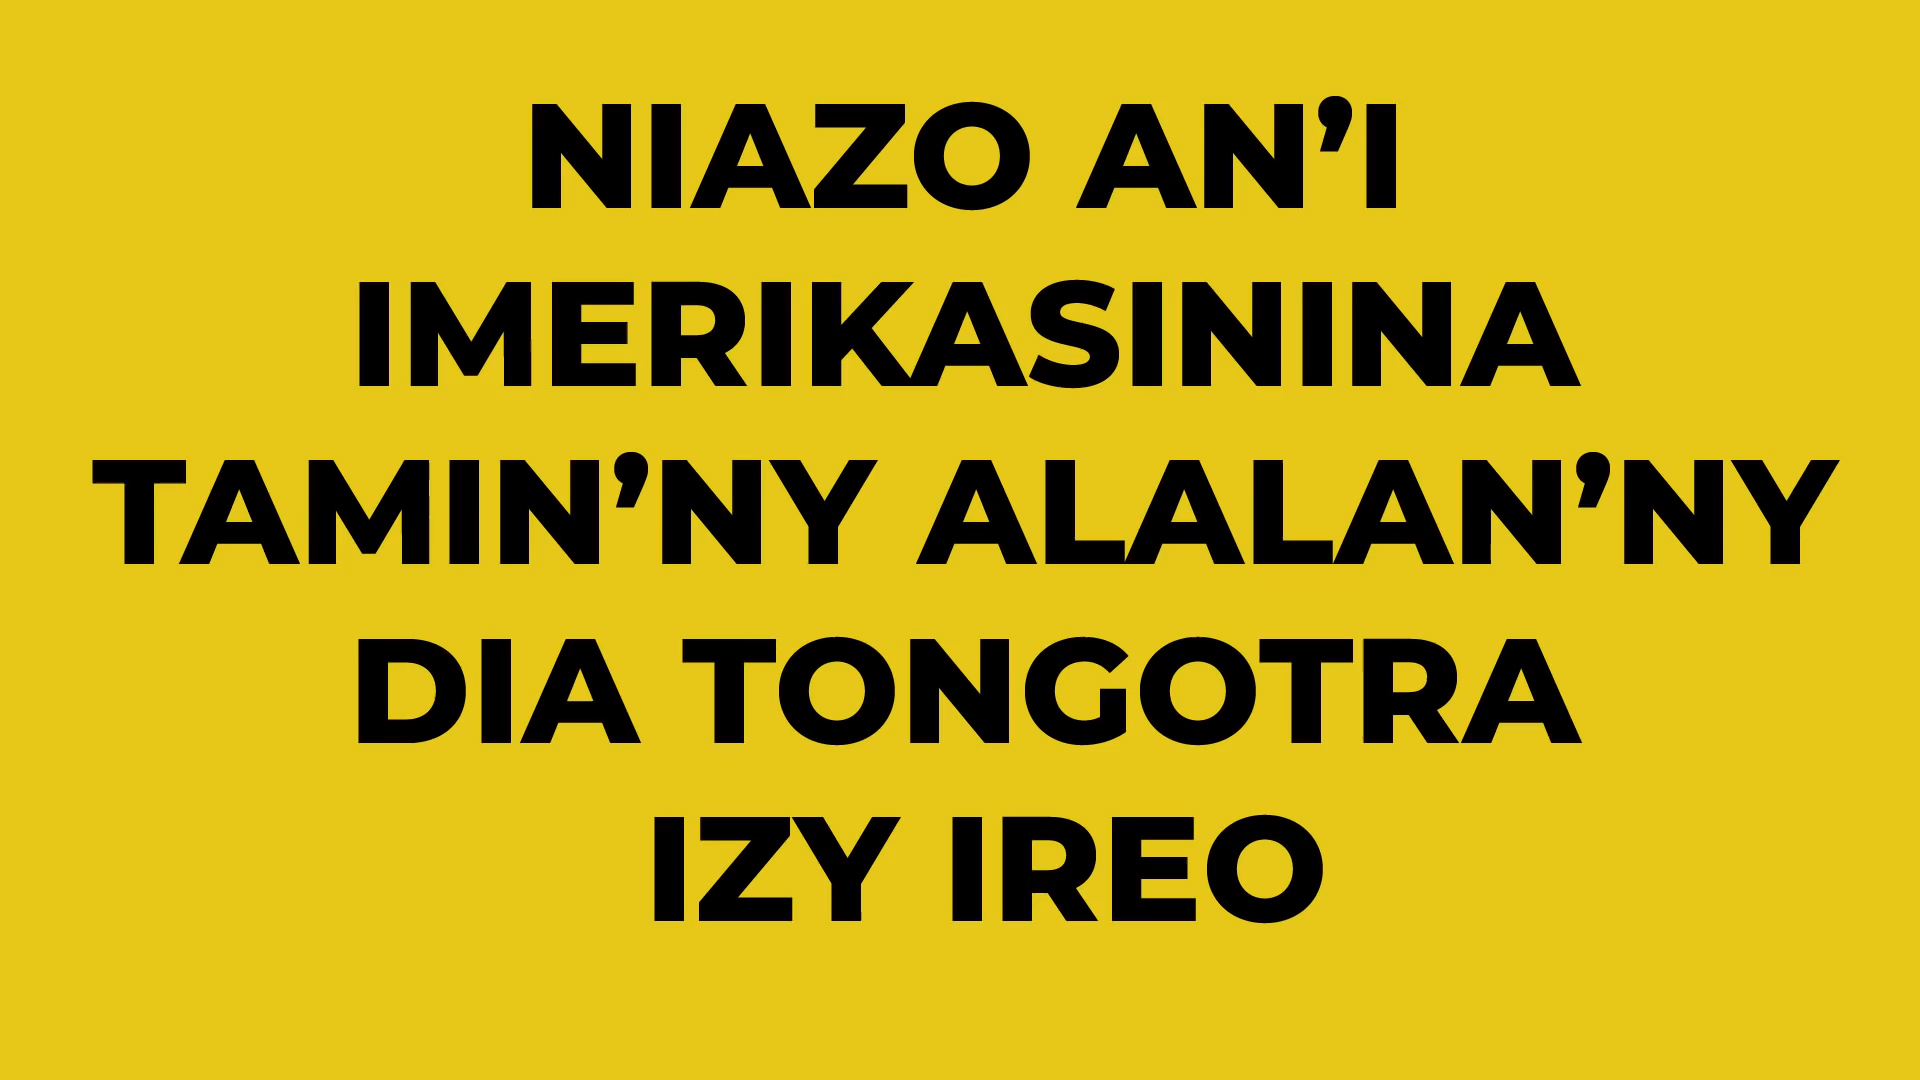 NIAZO AN’I
IMERIKASININA
TAMIN’NY ALALAN’NY
DIA TONGOTRA
IZY IREO